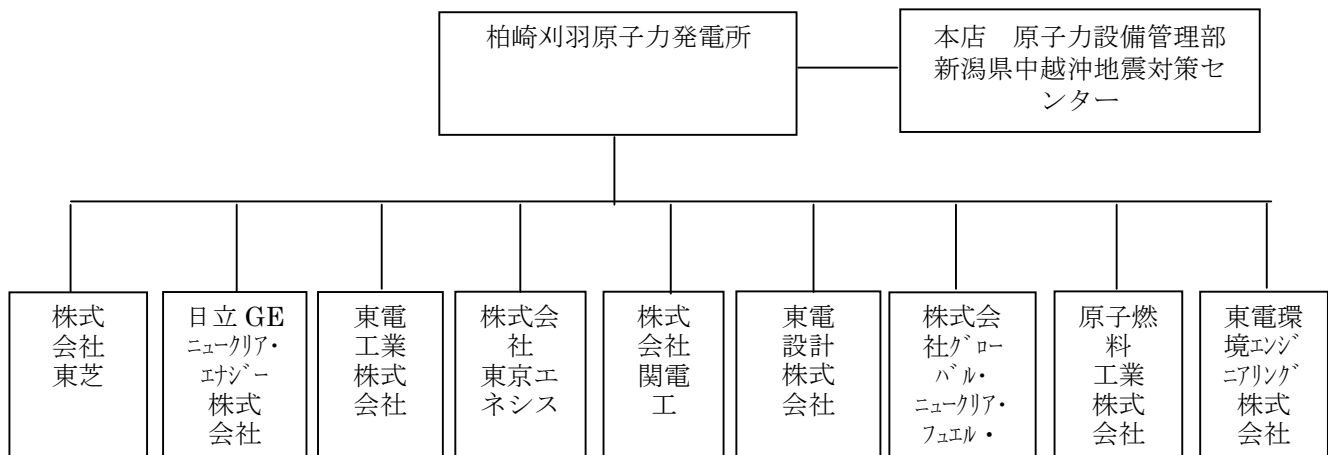 柏崎刈羽原子力発電所
本店　原子力設備管理部
新潟県中越沖地震対策セ
ンター
株式
会社
東芝
日立 GE
ニュークリア・
エナジー
株式
会社
東電
工業
株式
会社
株式会
社
東京エ
ネシス
株式
会社
関電
工
東電
設計
株式
会社
株式会
社グロー
バル・
ニュークリア・
フュエル・
原子燃
料
工業
株式
会社
東電環
境エンジ
ニアリング
株式
会社